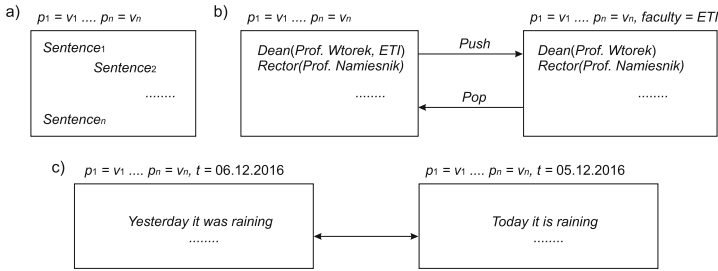 a) p1 = v1 .... pn = vn
Sentence1
Sentence2
........
Sentencen
b) p1 = v1 .... pn = vn
Dean(Prof. Wtorek, ETI)
Rector(Prof. Namiesnik)
........
Push
Pop
p1 = v1 .... pn = vn, faculty = ETI
Dean(Prof. Wtorek)
Rector(Prof. Namiesnik)
........
c) p1 = v1 .... pn = vn, t = 06.12.2016
Yesterday it was raining
........
p1 = v1 .... pn = vn, t = 05.12.2016
Today it is raining
........